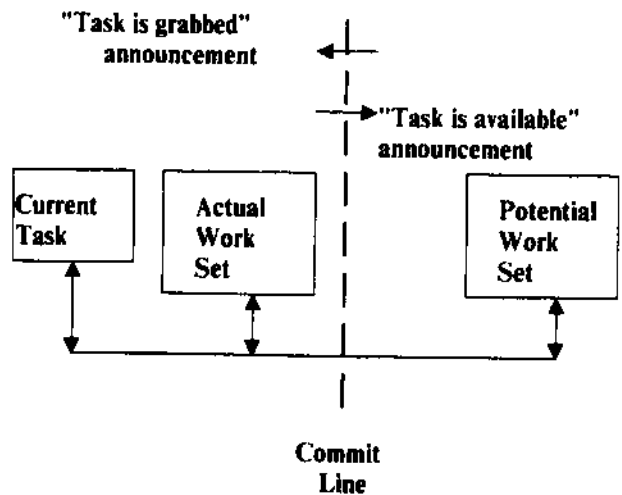 "Task is grabbed"
announcement
"Task is available"
announcement
Current
Task
Actual
Work
Set
Potential
Work
Set
Commit
Line